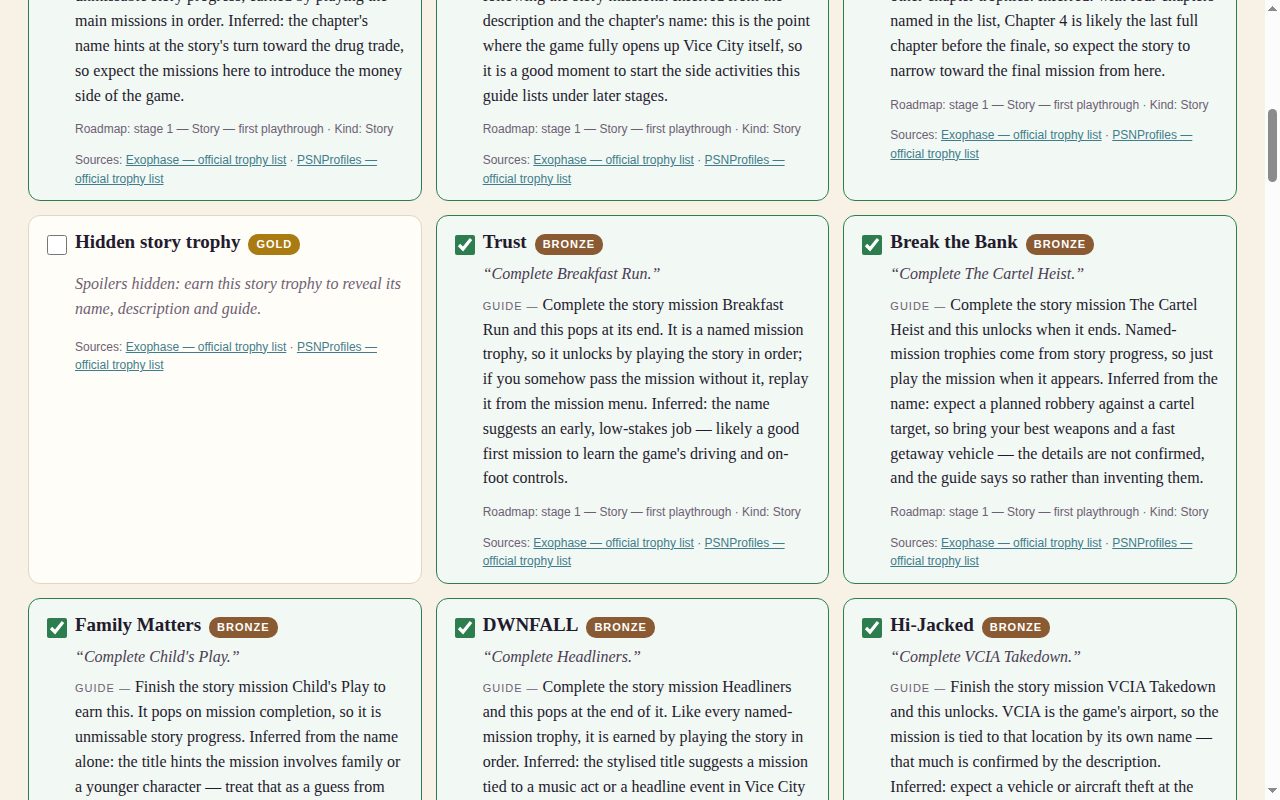 main missions in order. Inferred: the chapter's
name hints at the story's turn toward the drug trade,
so expect the missions here to introduce the money
side of the game.
Roadmap: stage 1 — Story — first playthrough · Kind: Story
Sources: Exophase — official trophy list · PSNProfiles —
official trophy list
description and the chapter's name: this is the point
where the game fully opens up Vice City itself, so
it is a good moment to start the side activities this
guide lists under later stages.
Roadmap: stage 1 — Story — first playthrough · Kind: Story
Sources: Exophase — official trophy list · PSNProfiles —
official trophy list
named in the list, Chapter 4 is likely the last full
chapter before the finale, so expect the story to
narrow toward the final mission from here.
Roadmap: stage 1 — Story — first playthrough · Kind: Story
Sources: Exophase — official trophy list · PSNProfiles —
official trophy list
Hidden story trophy GOLD
Spoilers hidden: earn this story trophy to reveal its
name, description and guide.
Sources: Exophase — official trophy list · PSNProfiles —
official trophy list
Trust BRONZE
“Complete Breakfast Run.”
GUIDE — Complete the story mission Breakfast
Run and this pops at its end. It is a named mission
trophy, so it unlocks by playing the story in order;
if you somehow pass the mission without it, replay
it from the mission menu. Inferred: the name
suggests an early, low-stakes job — likely a good
first mission to learn the game's driving and on-
foot controls.
Roadmap: stage 1 — Story — first playthrough · Kind: Story
Sources: Exophase — official trophy list · PSNProfiles —
official trophy list
Break the Bank BRONZE
“Complete The Cartel Heist.”
GUIDE — Complete the story mission The Cartel
Heist and this unlocks when it ends. Named-
mission trophies come from story progress, so just
play the mission when it appears. Inferred from the
name: expect a planned robbery against a cartel
target, so bring your best weapons and a fast
getaway vehicle — the details are not confirmed,
and the guide says so rather than inventing them.
Roadmap: stage 1 — Story — first playthrough · Kind: Story
Sources: Exophase — official trophy list · PSNProfiles —
official trophy list
Family Matters BRONZE
“Complete Child's Play.”
GUIDE — Finish the story mission Child's Play to
earn this. It pops on mission completion, so it is
unmissable story progress. Inferred from the name
alone: the title hints the mission involves family or
a younger character — treat that as a guess from
DWNFALL BRONZE
“Complete Headliners.”
GUIDE — Complete the story mission Headliners
and this pops at the end of it. Like every named-
mission trophy, it is earned by playing the story in
order. Inferred: the stylised title suggests a mission
tied to a music act or a headline event in Vice City
Hi-Jacked BRONZE
“Complete VCIA Takedown.”
GUIDE — Finish the story mission VCIA Takedown
and this unlocks. VCIA is the game's airport, so the
mission is tied to that location by its own name —
that much is confirmed by the description.
Inferred: expect a vehicle or aircraft theft at the